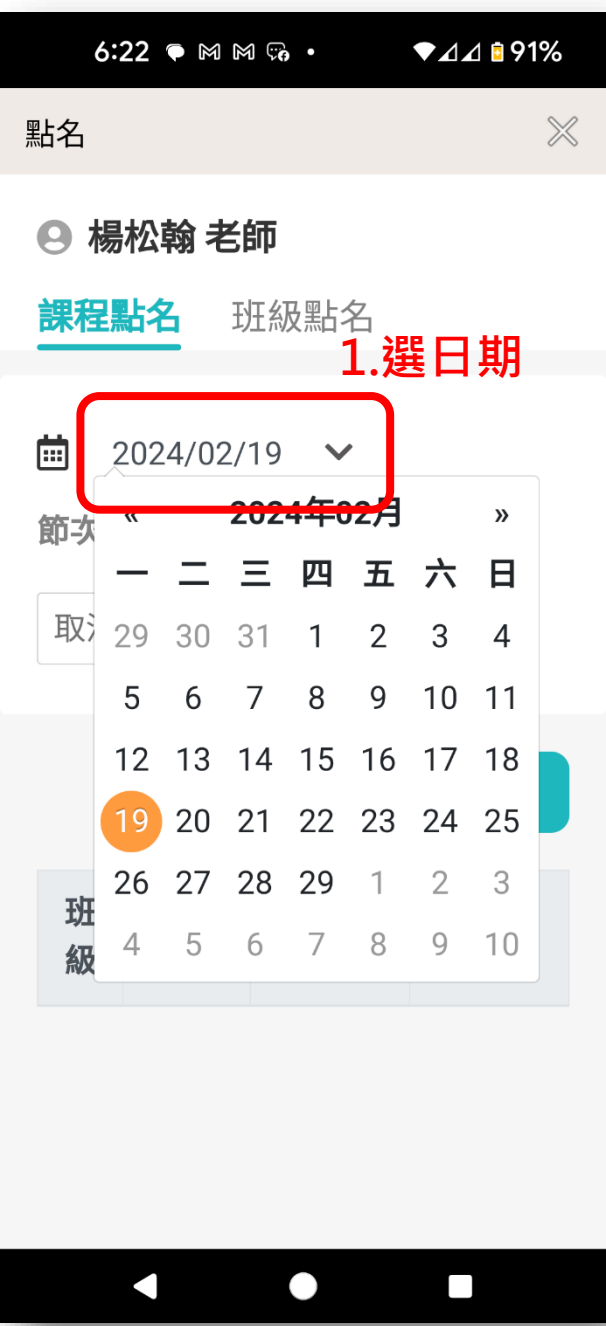 6:22 91%
點名
楊松翰 老師
課程點名 班級點名
1.選日期
2024/02/19
« 2024年02月 »
節次
一 二 三 四 五 六 日
取
29 30 31 1 2 3 4
5 6 7 8 9 10 11
12 13 14 15 16 17 18
19 20 21 22 23 24 25
26 27 28 29 1 2 3
班級
4 5 6 7 8 9 10